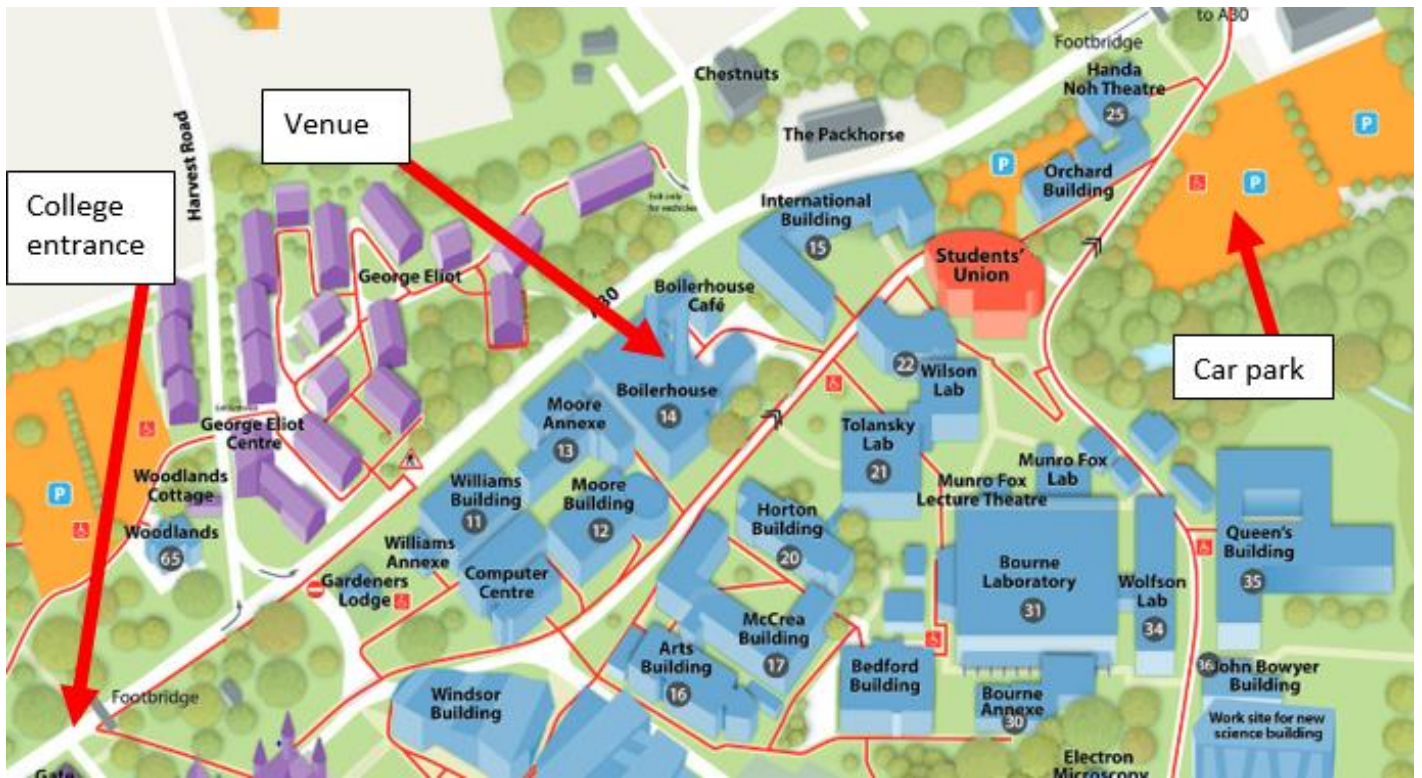 to A30
Footbridge
Handa
Noh Theatre
25
Chestnuts
P
Venue
The Packhorse
P
P
Harvest Road
Orchard
Building
College
entrance
Exit only
for vehicles
International
Building
15
Students'
Union
George Eliot
Boilerhouse
Café
A30
Car park
22
Wilson
Lab
Boilerhouse
14
Moore
Annexe
13
George Eliot
Centre
Tolansky
Lab
21
Munro Fox
Lab
Munro Fox
Lecture Theatre
Woodlands
Cottage
P
Williams
Building
11
Moore
Building
12
Horton
Building
20
Woodlands
65
Queen's
Building
35
Williams
Annexe
Gardeners
Lodge
Computer
Centre
Bourne
Laboratory
31
Wolfson
Lab
34
McCrea
Building
17
Arts
Building
16
Bedford
Building
36
John Bowyer
Building
Footbridge
Windsor
Building
Bourne
Annexe
30
Work site for new
science building
Electron
Microscopy
Gate